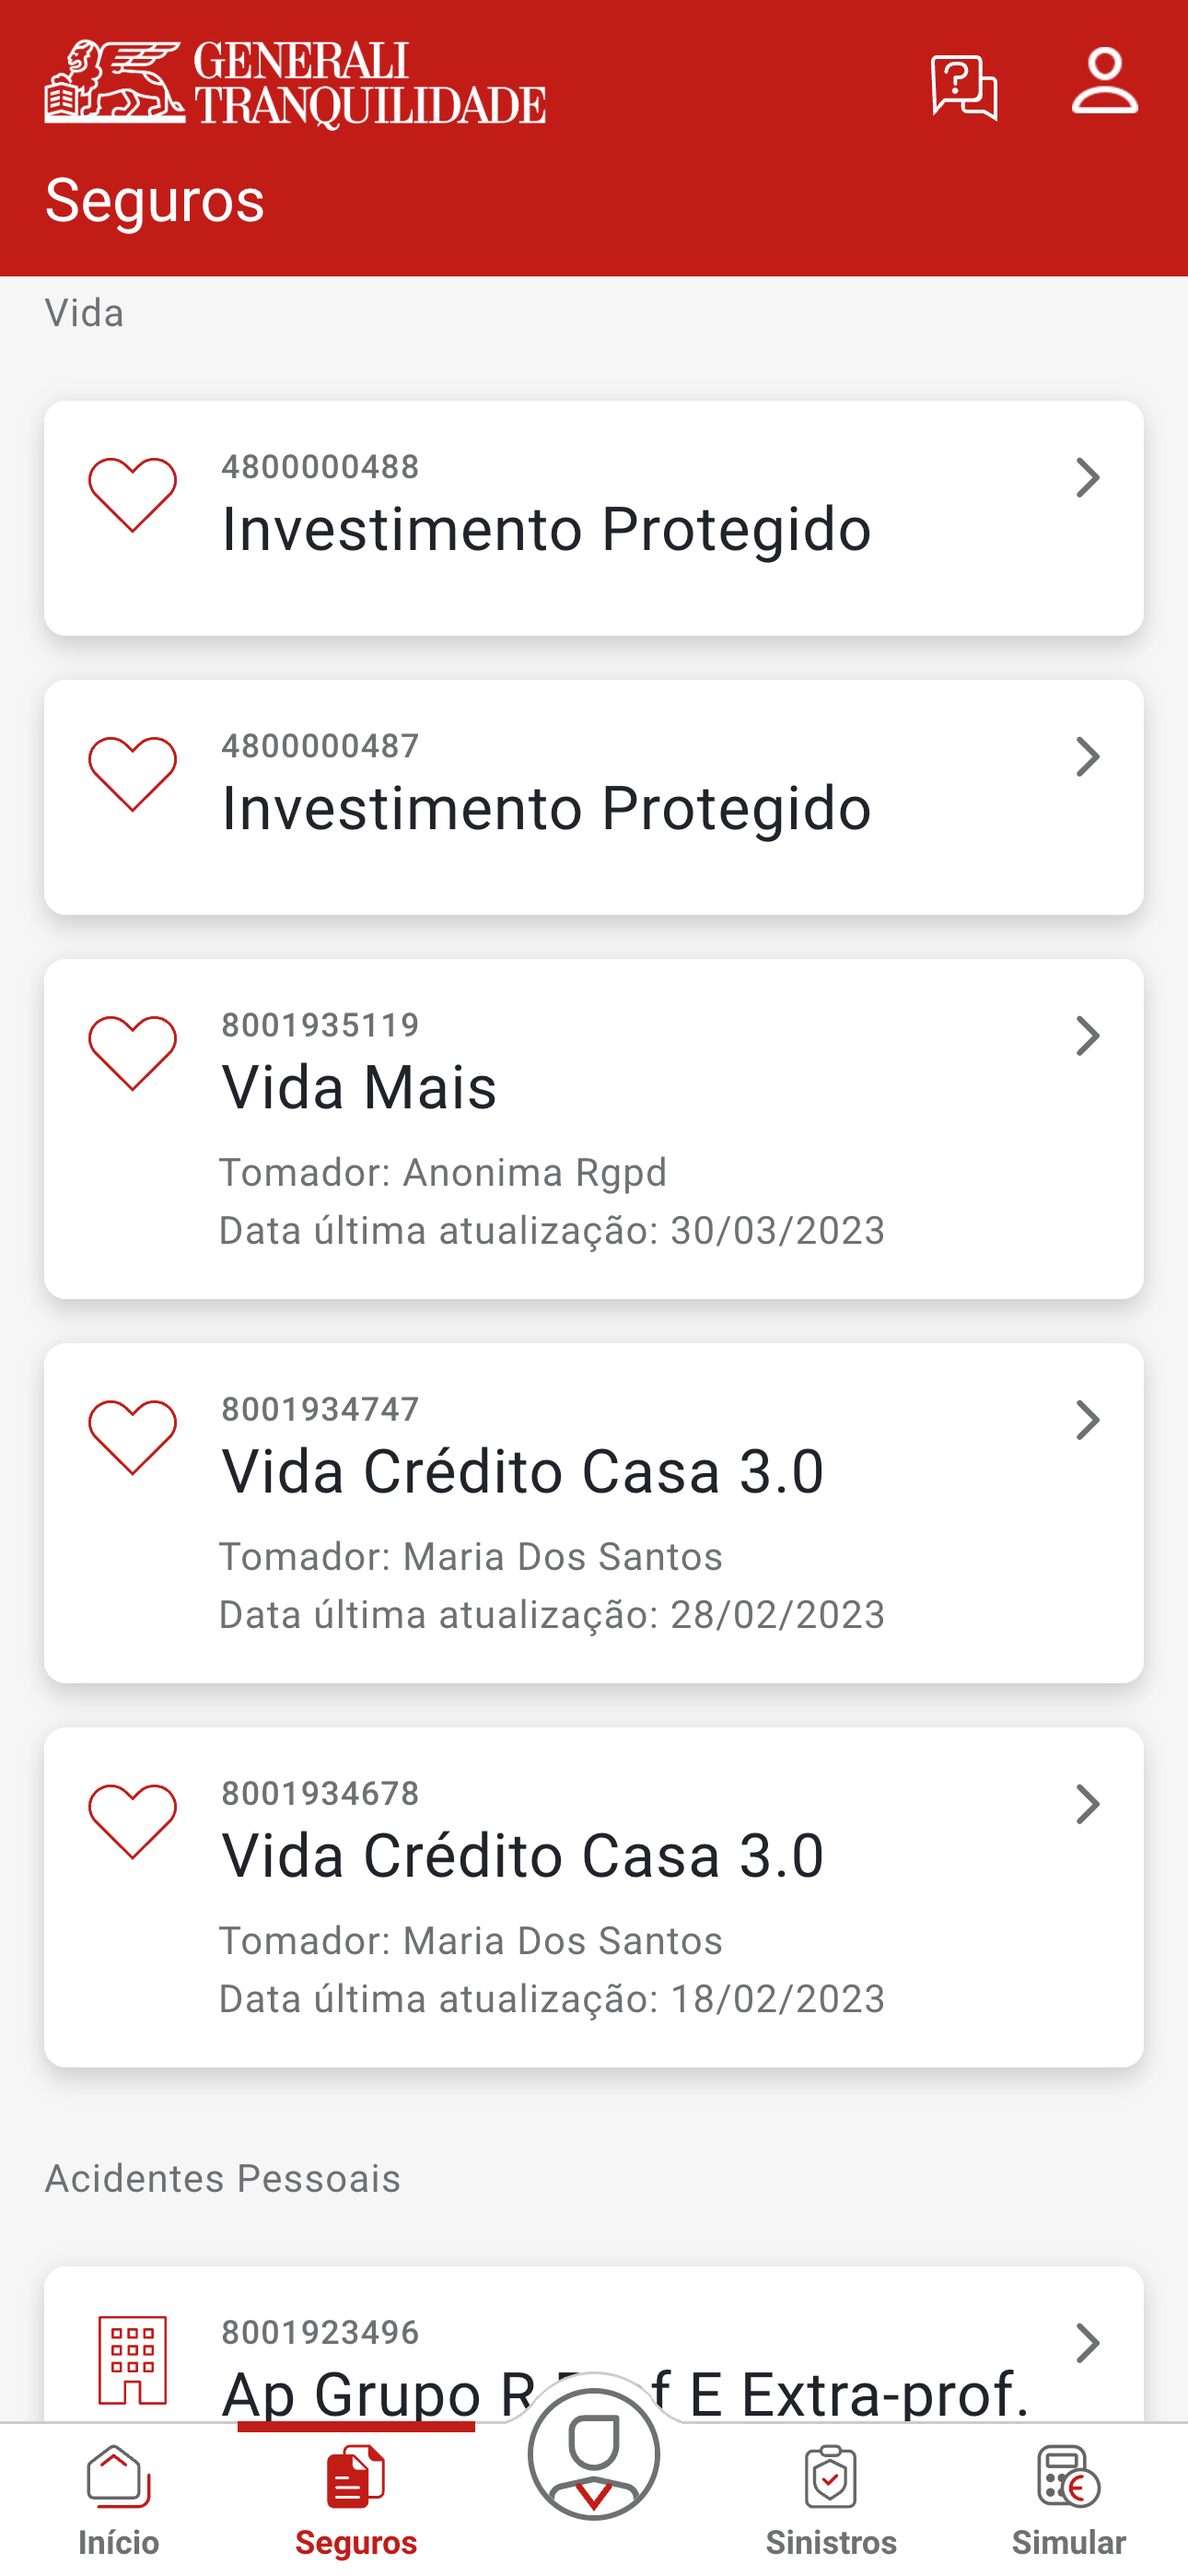 GENERALI
TRANQUILIDADE
Seguros
Vida
4800000488
Investimento Protegido
4800000487
Investimento Protegido
8001935119
Vida Mais
Tomador: Anonima Rgpd
Data última atualização: 30/03/2023
8001934747
Vida Crédito Casa 3.0
Tomador: Maria Dos Santos
Data última atualização: 28/02/2023
8001934678
Vida Crédito Casa 3.0
Tomador: Maria Dos Santos
Data última atualização: 18/02/2023
Acidentes Pessoais
8001923496
Ap Grupo E Extra-prof.
Início
Seguros
Sinistros
Simular